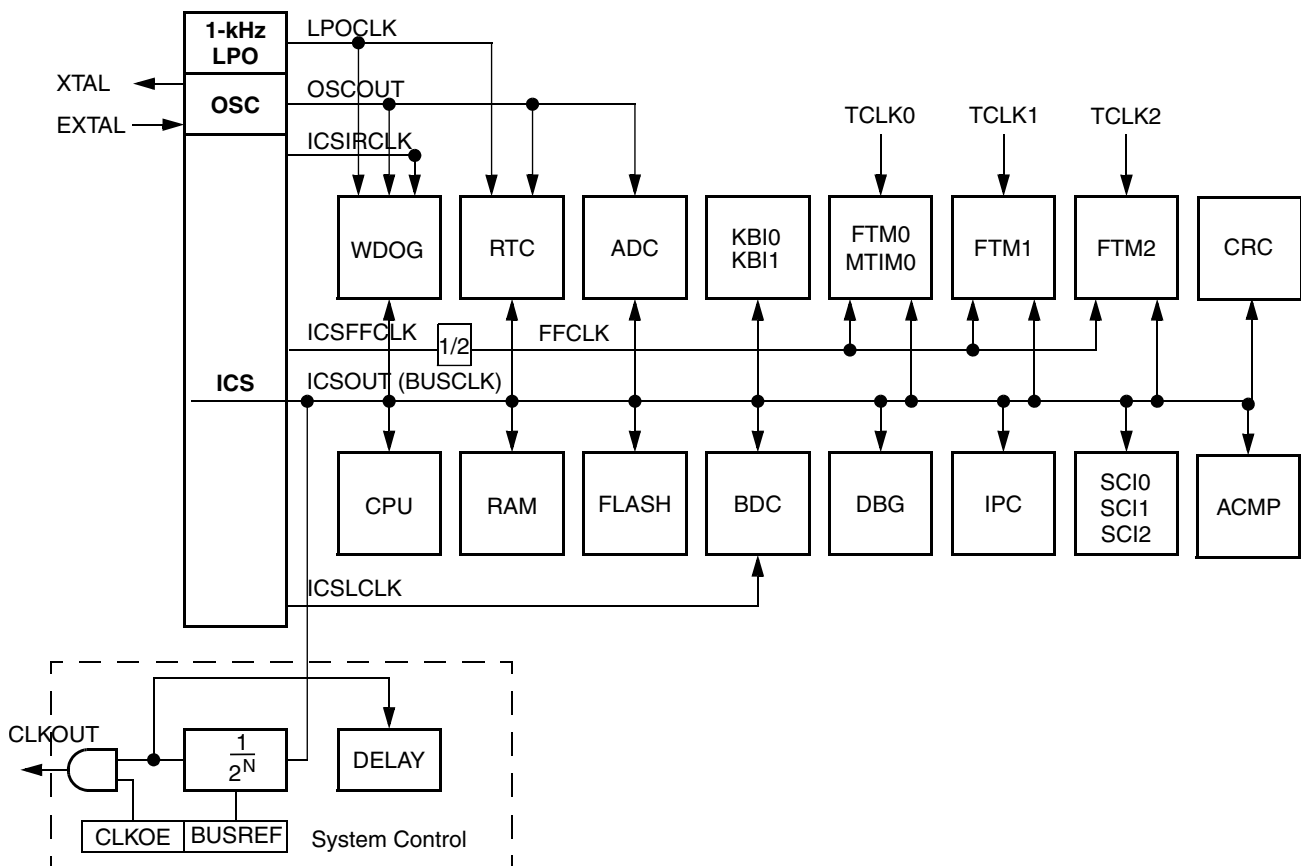 1-kHz
LPO
LPOCLK
XTAL
OSC
OSCOUT
EXTAL
ICSIRCLK
TCLK0
TCLK1
TCLK2
WDOG
RTC
ADC
KBI0
KBI1
FTM0
MTIM0
FTM1
FTM2
CRC
ICSFFCLK
1/2
FFCLK
ICS
ICSOUT (BUSCLK)
CPU
RAM
FLASH
BDC
DBG
IPC
SCI0
SCI1
SCI2
ACMP
ICSLCLK
CLKOUT
1
2N
DELAY
CLKOE
BUSREF
System Control